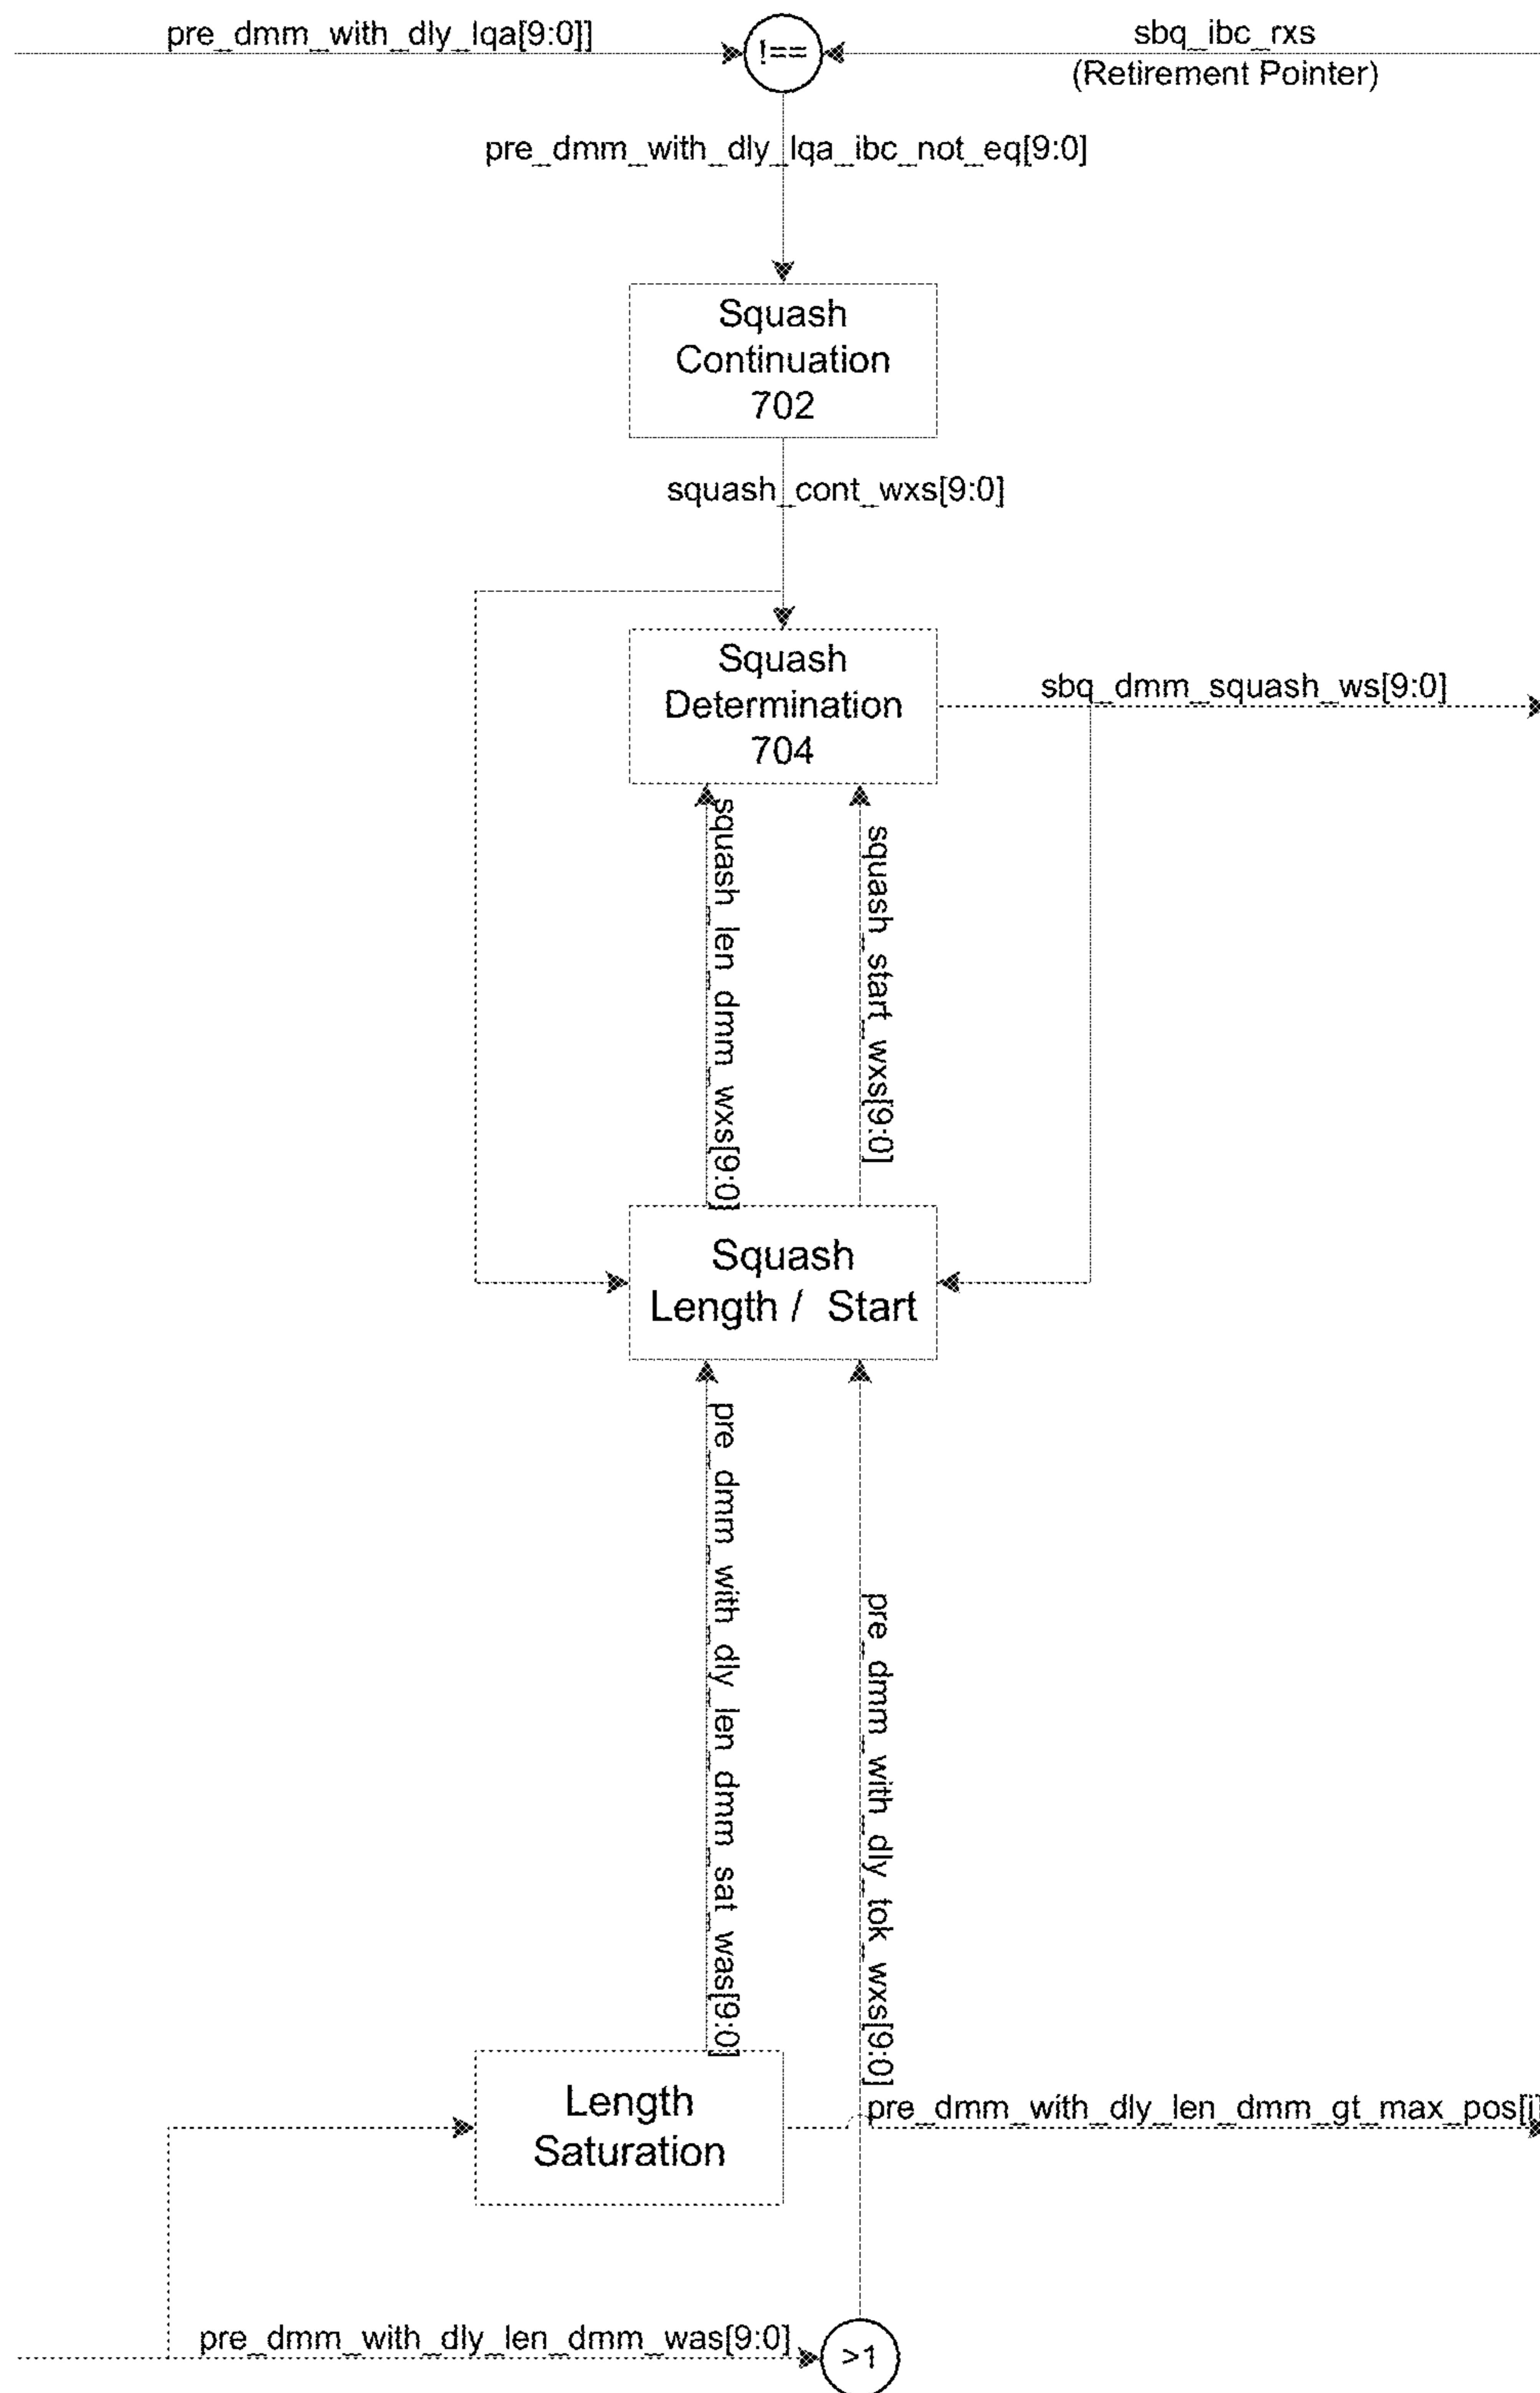 pre_dmm_with_dly_lqa[9:0]]
!==
sbq_ibc_rxs
(Retirement Pointer)
pre_dmm_with_dly_lqa_ibc_not_eq[9:0]
Squash
Continuation
702
squash_cont_wxs[9:0]
Squash
Determination
704
sbq_dmm_squash_ws[9:0]
squash_len_dmm_wxs[9:0]
squash_start_wxs[9:0]
Squash
Length / Start
pre_dmm_with_dly_len_dmm_sat_was[9:0]
pre_dmm_with_dly_tok_wxs[9:0]
Length
Saturation
pre_dmm_with_dly_len_dmm_gt_max_pos[i]
pre_dmm_with_dly_len_dmm_was[9:0]
>1